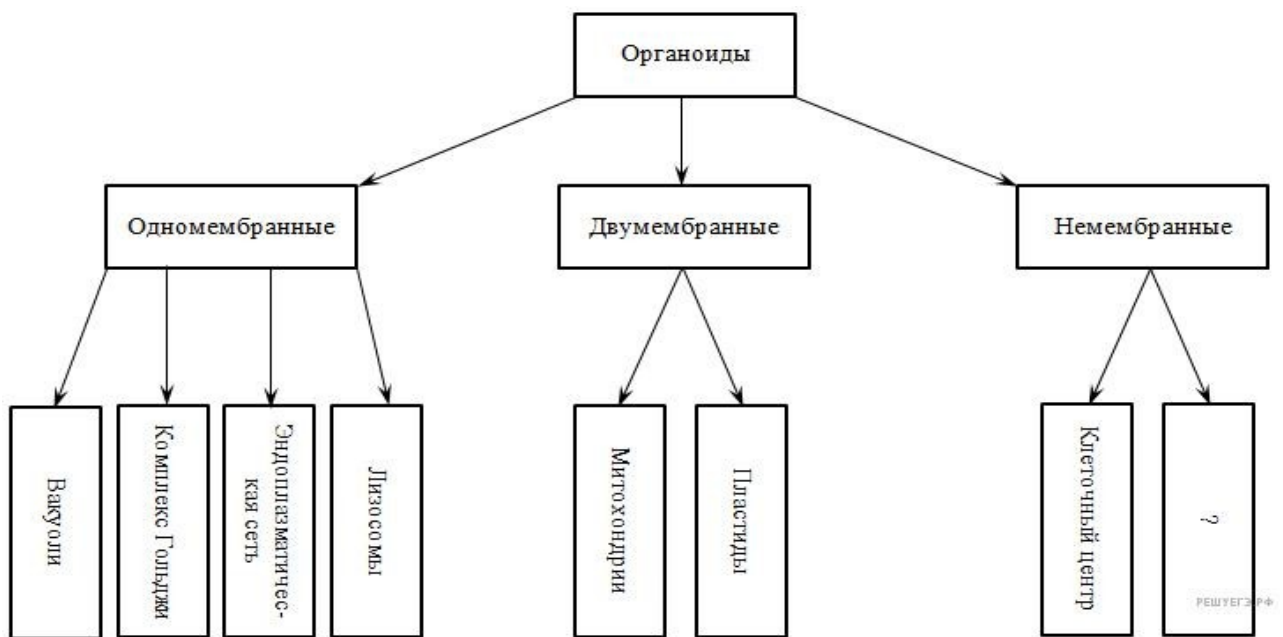 Органоиды
Одномембранные
Двумембранные
Немембранные
Вакуоли
Комплекс Гольджи
Эндоплазматичес-
кая сеть
Лизосомы
Митохондрии
Пластиды
Клеточный центр
?
РЕШУЕГЭ.РФ